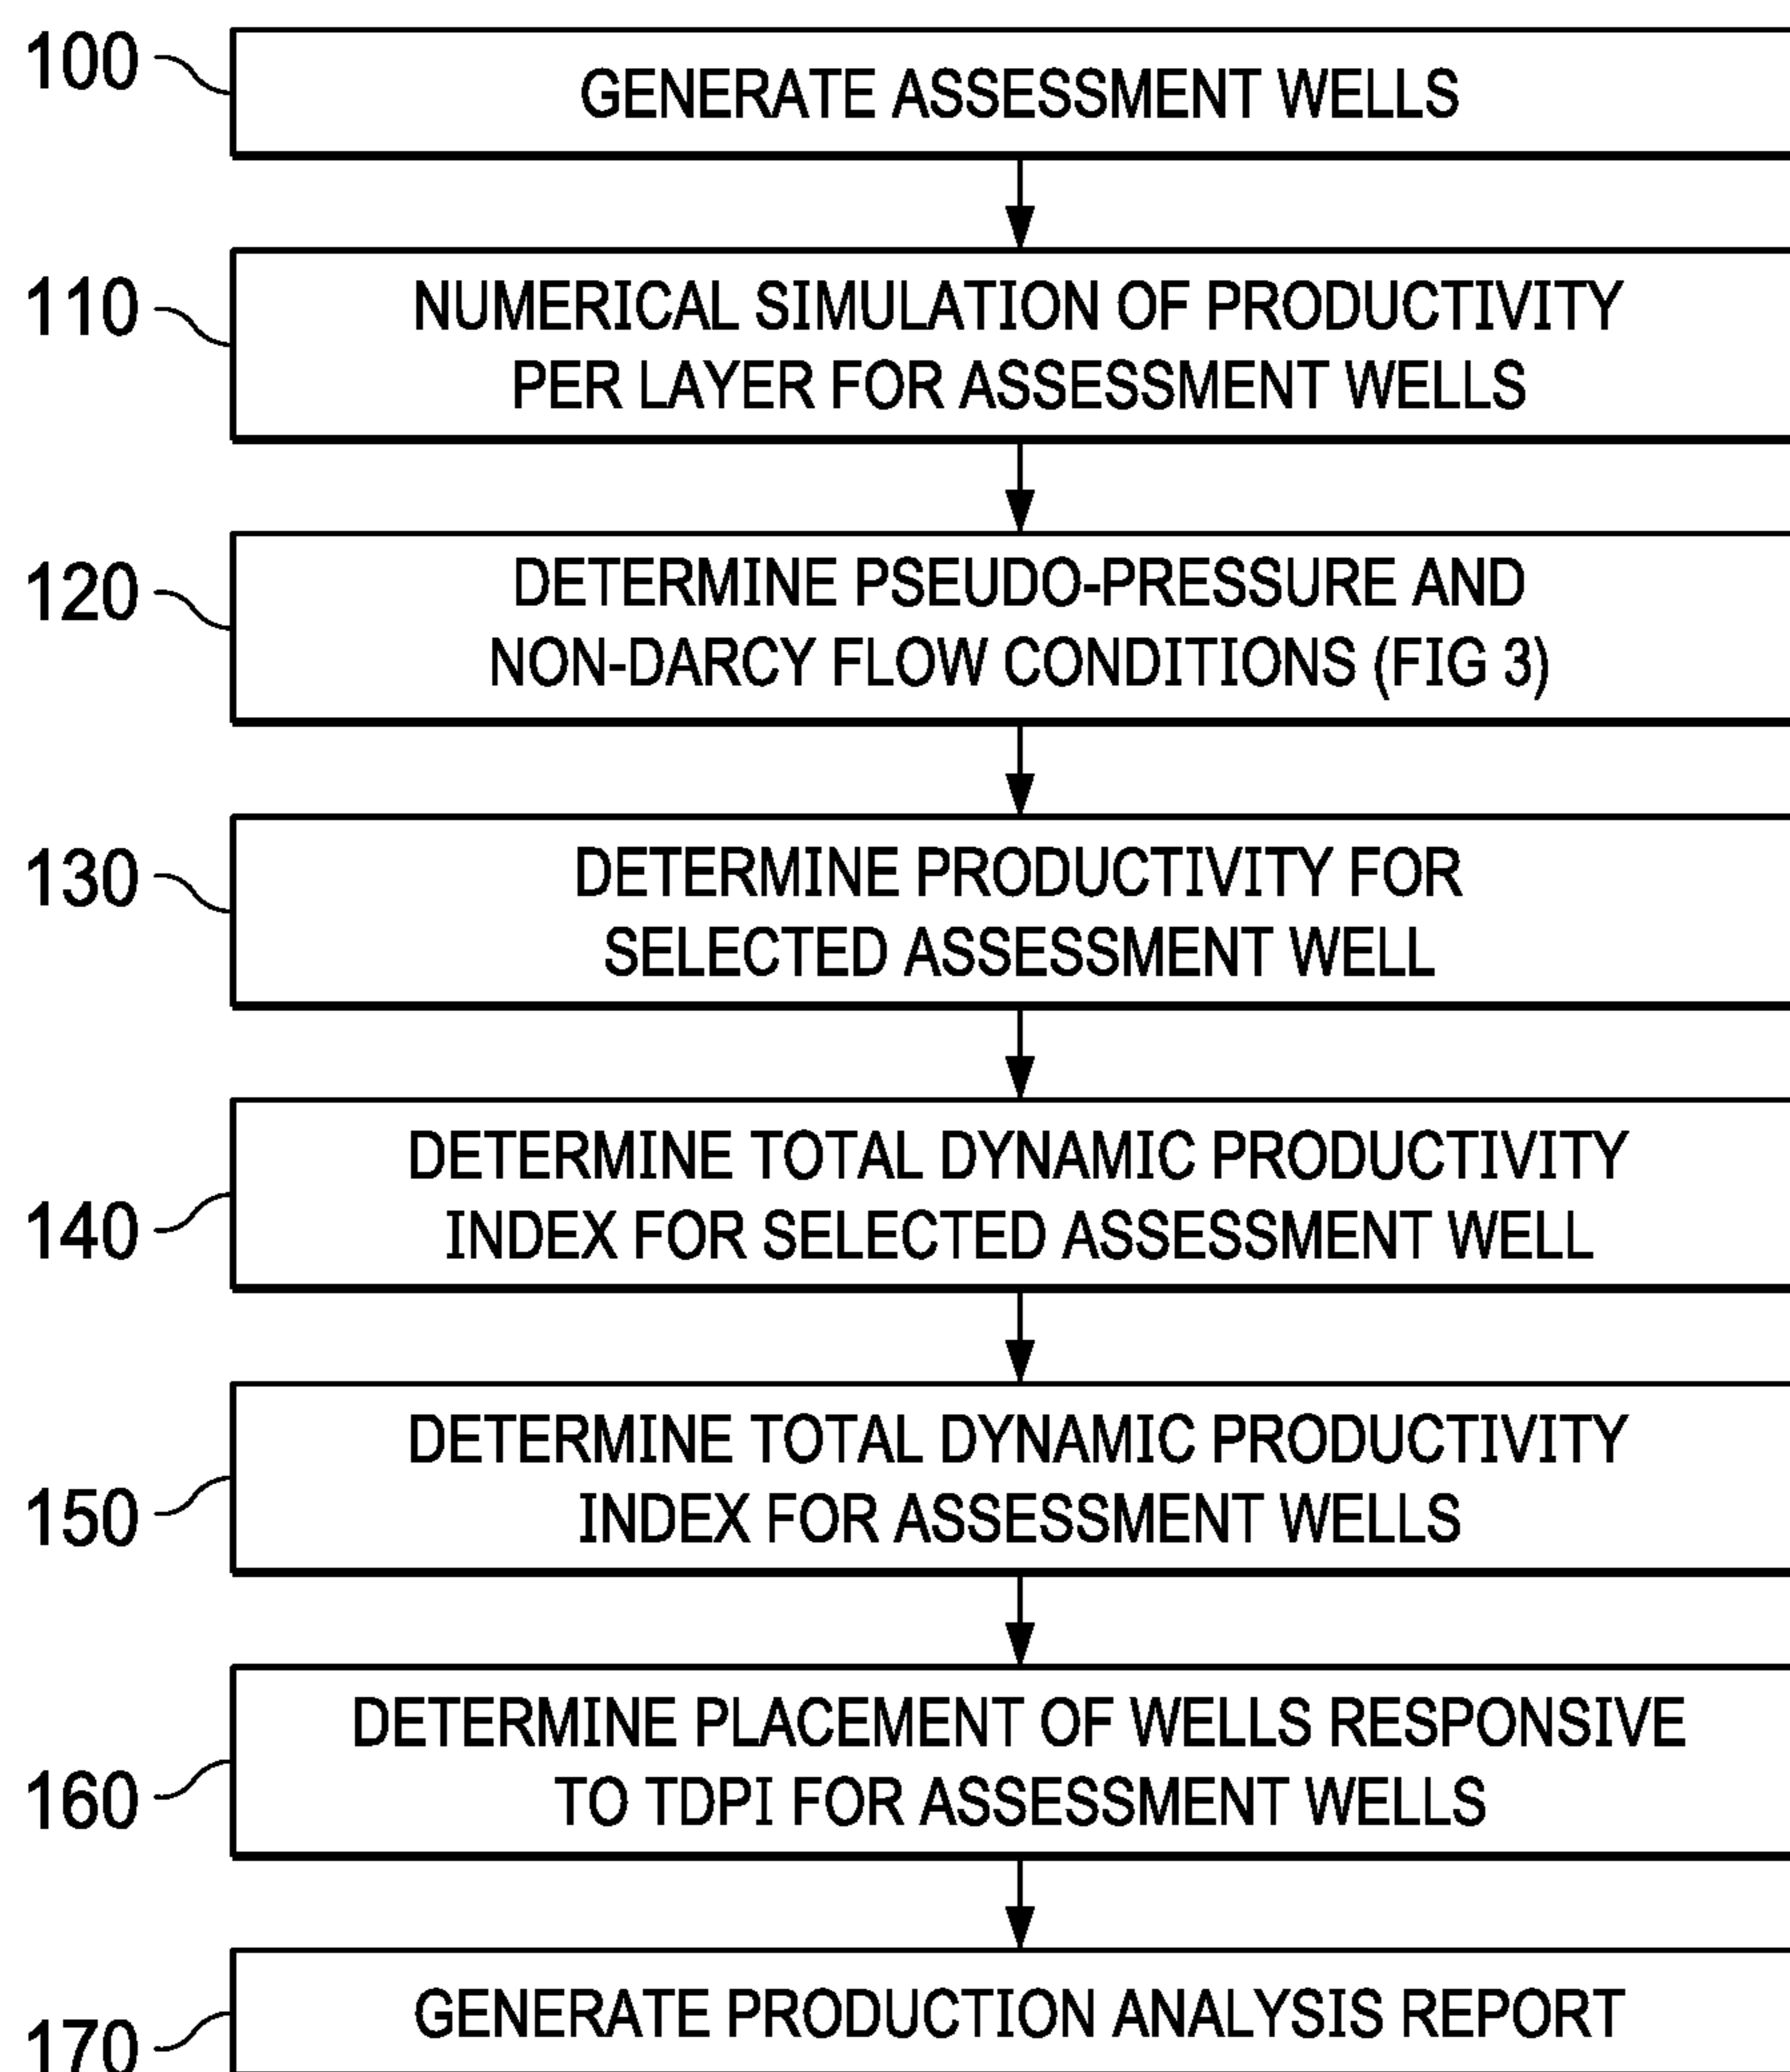 100
GENERATE ASSESSMENT WELLS
110
NUMERICAL SIMULATION OF PRODUCTIVITY
PER LAYER FOR ASSESSMENT WELLS
120
DETERMINE PSEUDO-PRESSURE AND
NON-DARCY FLOW CONDITIONS (FIG 3)
130
DETERMINE PRODUCTIVITY FOR
SELECTED ASSESSMENT WELL
140
DETERMINE TOTAL DYNAMIC PRODUCTIVITY
INDEX FOR SELECTED ASSESSMENT WELL
150
DETERMINE TOTAL DYNAMIC PRODUCTIVITY
INDEX FOR ASSESSMENT WELLS
160
DETERMINE PLACEMENT OF WELLS RESPONSIVE
TO TDPI FOR ASSESSMENT WELLS
170
GENERATE PRODUCTION ANALYSIS REPORT